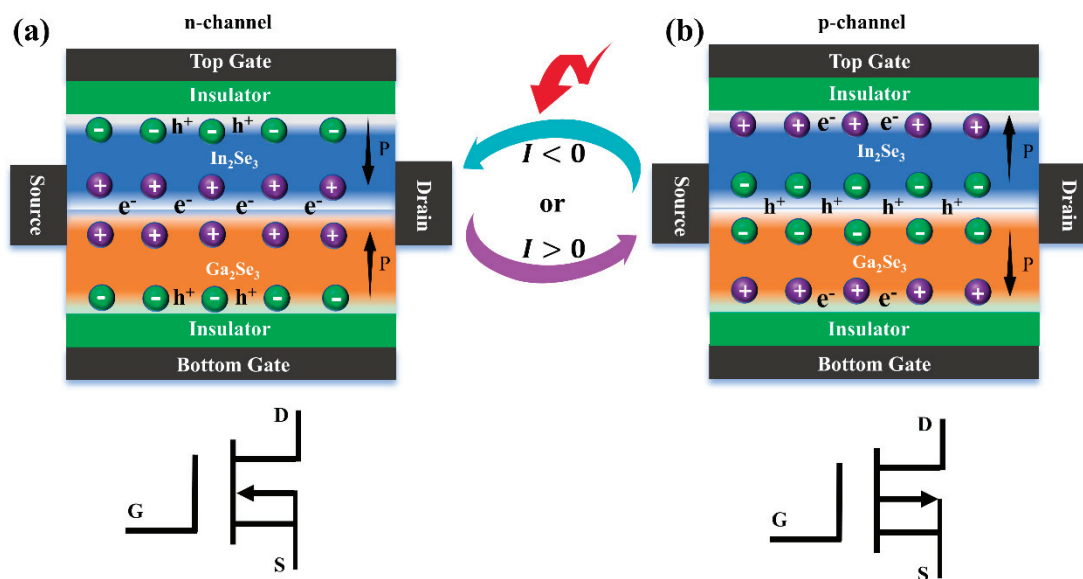 (a)
n-channel
Top Gate
Insulator
- - - - -
h⁺ h⁺
In₂Se₃
P
+ + + + +
e⁻ e⁻ e⁻ e⁻
+ + + + +
Ga₂Se₃
P
- - - - -
h⁺ h⁺
Insulator
Bottom Gate
Source
Drain
D
G
S
I < 0
or
I > 0
(b)
p-channel
Top Gate
Insulator
+ + + + +
e⁻ e⁻
In₂Se₃
P
- - - - -
h⁺ h⁺ h⁺ h⁺
- - - - -
Ga₂Se₃
P
+ + + + +
e⁻ e⁻
Insulator
Bottom Gate
Source
Drain
D
G
S